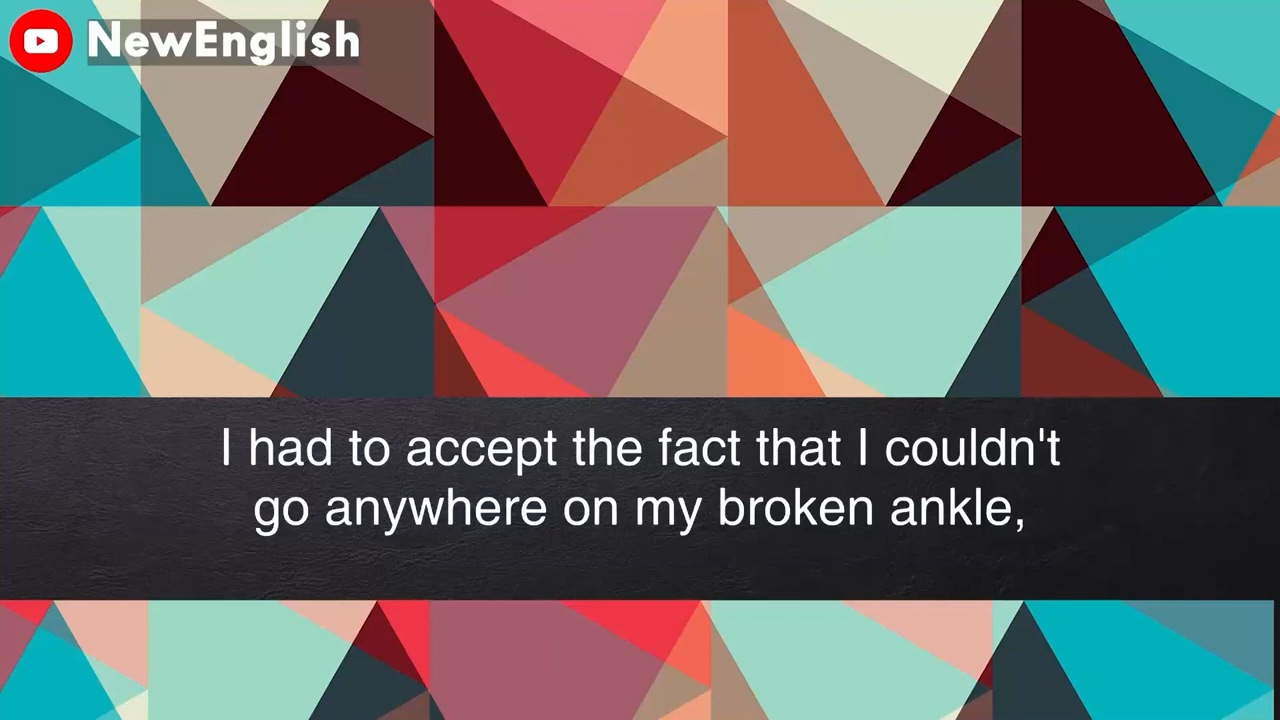 NewEnglish
I had to accept the fact that I couldn't
go anywhere on my broken ankle,